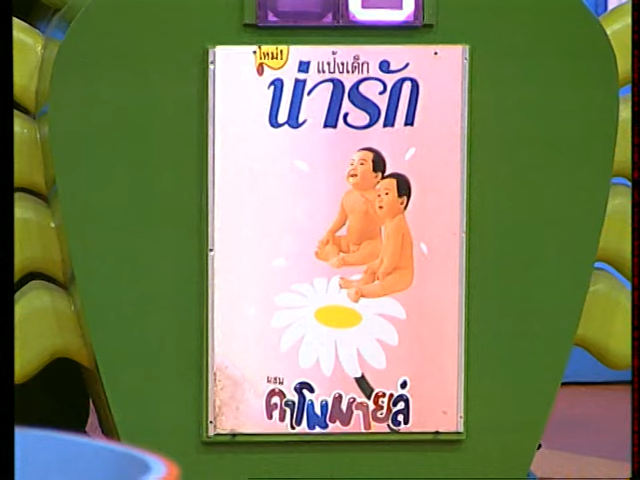 ใหม่!
แป้งเด็ก
น่ารัก
ผสม
คาโมมายล์